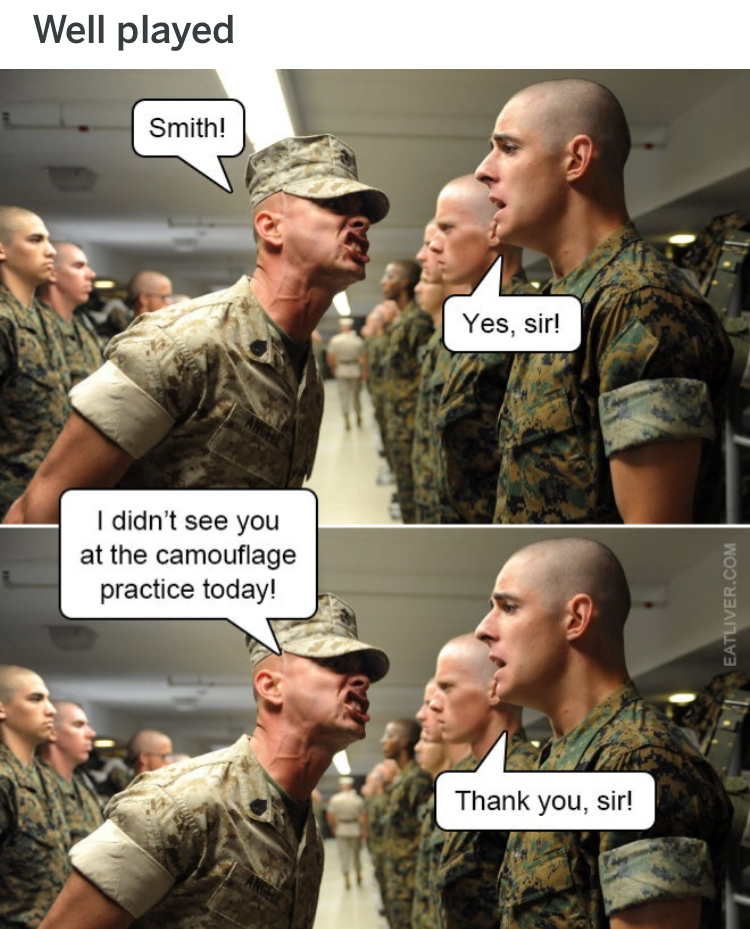 Well played
Smith!
Yes, sir!
I didn't see you
at the camouflage
practice today!
Thank you, sir!
EATLIVER.COM